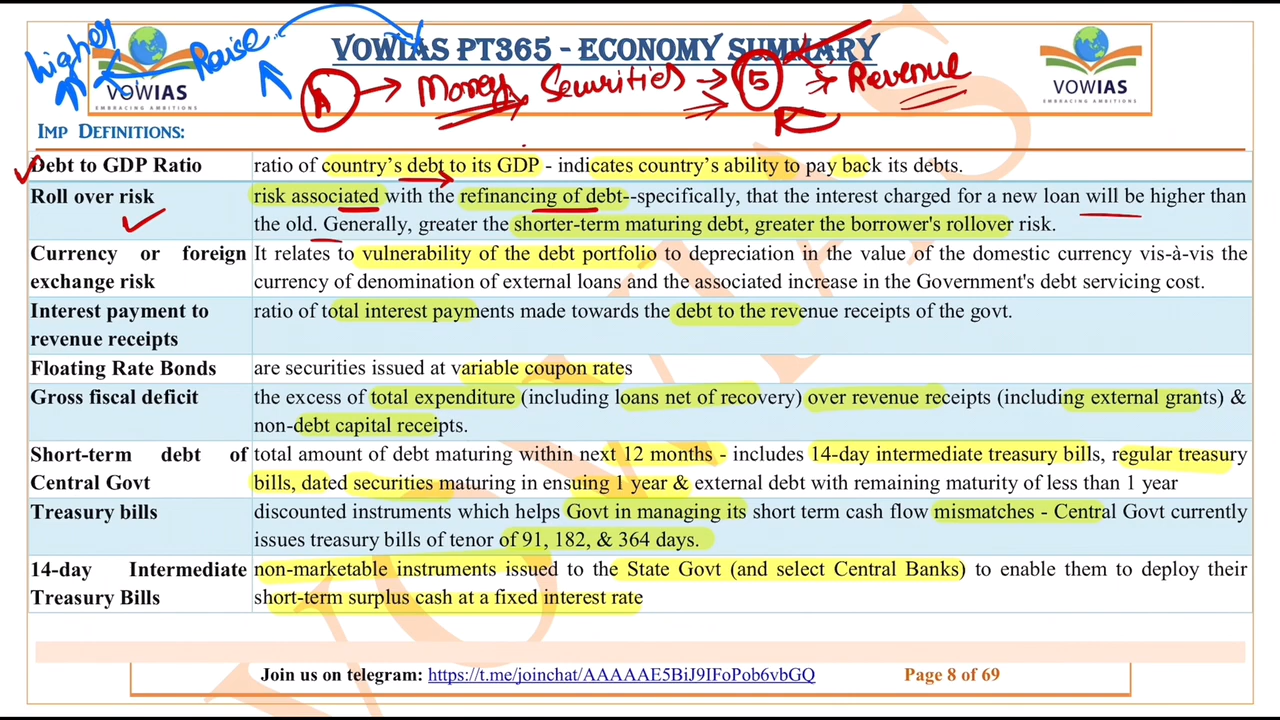 VOWIAS PT365 - ECONOMY SUMMARY
higher
Raise
A → Money Securities → 5 → Revenue
VOWIAS
EMBRACING AMBITIONS
VOWIAS
EMBRACING AMBITIONS
IMP DEFINITIONS:
Debt to GDP Ratio ratio of country's debt to its GDP - indicates country's ability to pay back its debts.
Roll over risk risk associated with the refinancing of debt--specifically, that the interest charged for a new loan will be higher than
the old. Generally, greater the shorter-term maturing debt, greater the borrower's rollover risk.
Currency or foreign It relates to vulnerability of the debt portfolio to depreciation in the value of the domestic currency vis-à-vis the
exchange risk currency of denomination of external loans and the associated increase in the Government's debt servicing cost.
Interest payment to ratio of total interest payments made towards the debt to the revenue receipts of the govt.
revenue receipts
Floating Rate Bonds are securities issued at variable coupon rates
Gross fiscal deficit the excess of total expenditure (including loans net of recovery) over revenue receipts (including external grants) &
non-debt capital receipts.
Short-term debt of total amount of debt maturing within next 12 months - includes 14-day intermediate treasury bills, regular treasury
Central Govt bills, dated securities maturing in ensuing 1 year & external debt with remaining maturity of less than 1 year
Treasury bills discounted instruments which helps Govt in managing its short term cash flow mismatches - Central Govt currently
issues treasury bills of tenor of 91, 182, & 364 days.
14-day Intermediate non-marketable instruments issued to the State Govt (and select Central Banks) to enable them to deploy their
Treasury Bills short-term surplus cash at a fixed interest rate
Join us on telegram: https://t.me/joinchat/AAAAAE5BiJ9IFoPob6vbGQ Page 8 of 69